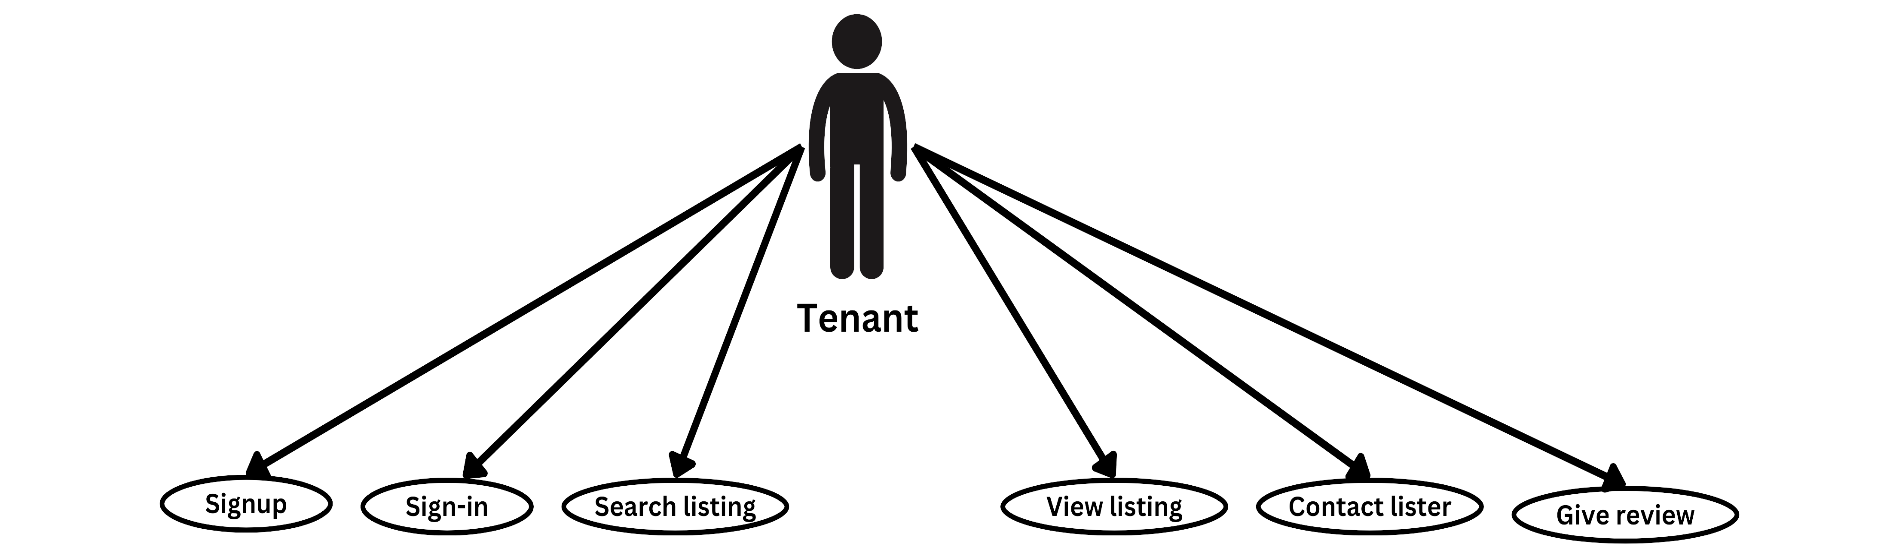 Tenant
Signup
Sign-in
Search listing
View listing
Contact lister
Give review